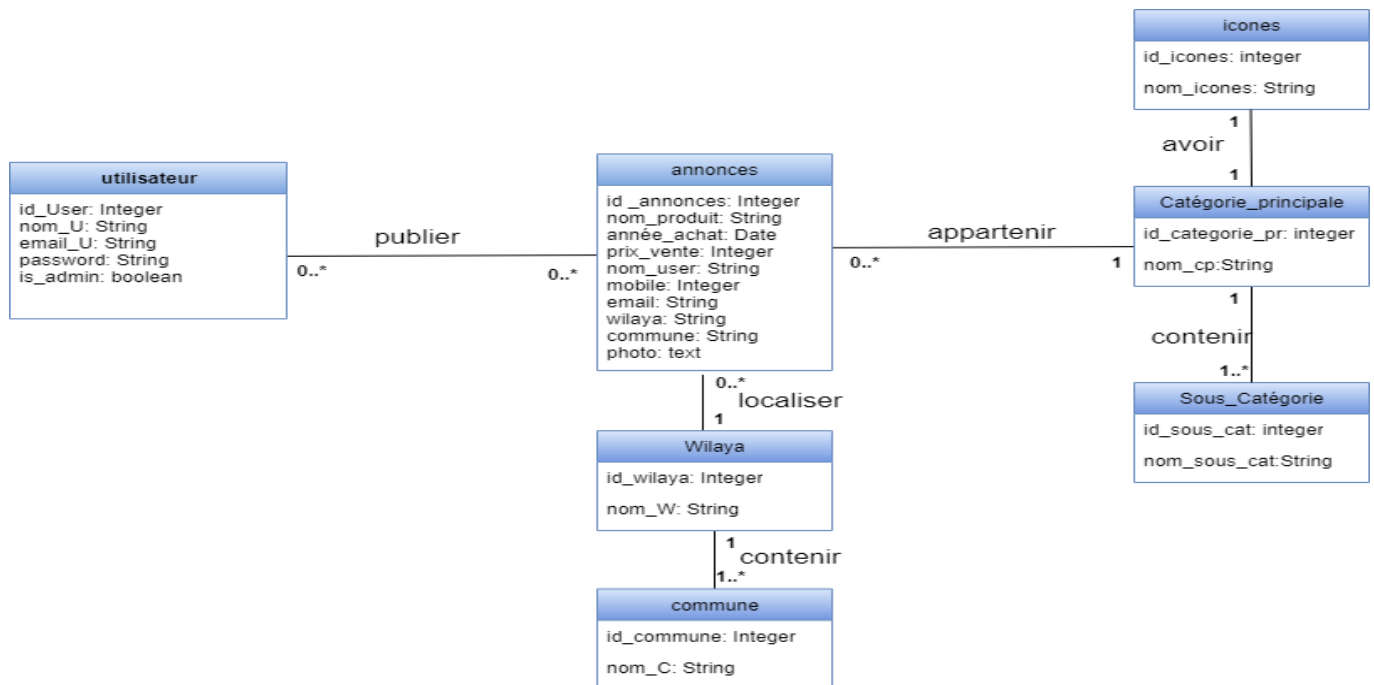 icones
id_icones: integer
nom_icones: String
1
avoir
1
utilisateur
id_User: Integer
nom_U: String
email_U: String
password: String
is_admin: boolean
publier
0..*
0..*
annonces
id _annonces: Integer
nom_produit: String
année_achat: Date
prix_vente: Integer
nom_user: String
mobile: Integer
email: String
wilaya: String
commune: String
photo: text
appartenir
0..*
1
Catégorie_principale
id_categorie_pr: integer
nom_cp:String
1
contenir
1..*
Sous_Catégorie
id_sous_cat: integer
nom_sous_cat:String
0..*
localiser
1
Wilaya
id_wilaya: Integer
nom_W: String
1
contenir
1..*
commune
id_commune: Integer
nom_C: String